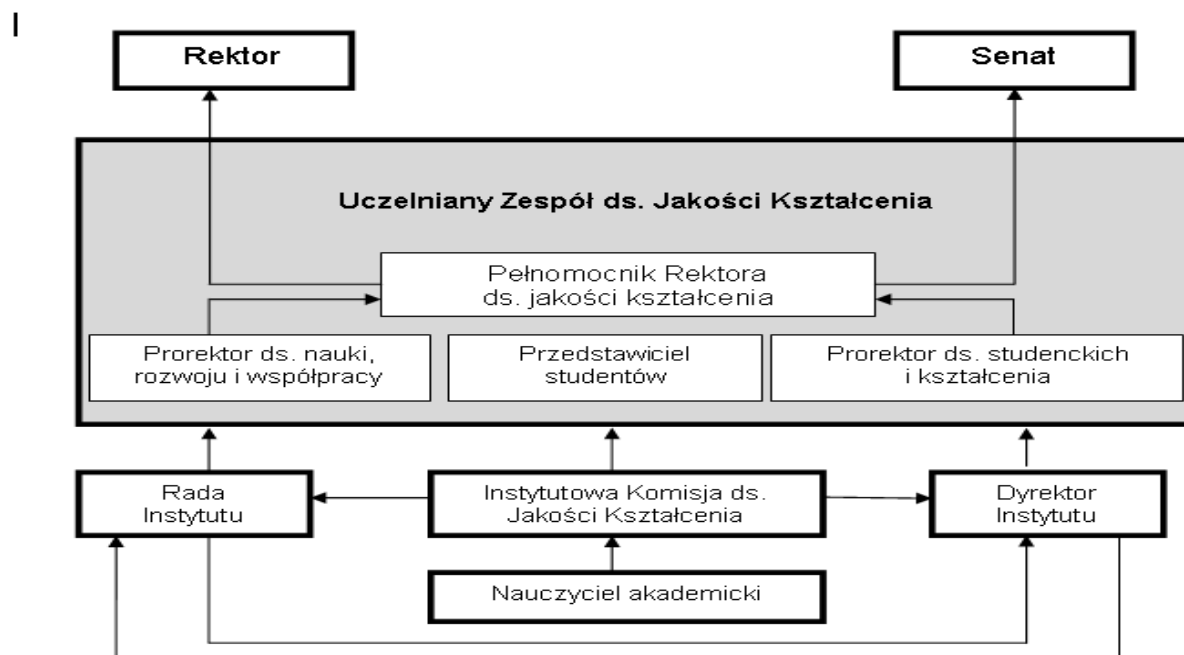 I
Rektor
Senat
Uczelniany Zespół ds. Jakości Kształcenia
Pełnomocnik Rektora
ds. jakości kształcenia
Prorektor ds. nauki,
rozwoju i współpracy
Przedstawiciel
studentów
Prorektor ds. studenckich
i kształcenia
Rada
Instytutu
Instytutowa Komisja ds.
Jakości Kształcenia
Dyrektor
Instytutu
Nauczyciel akademicki